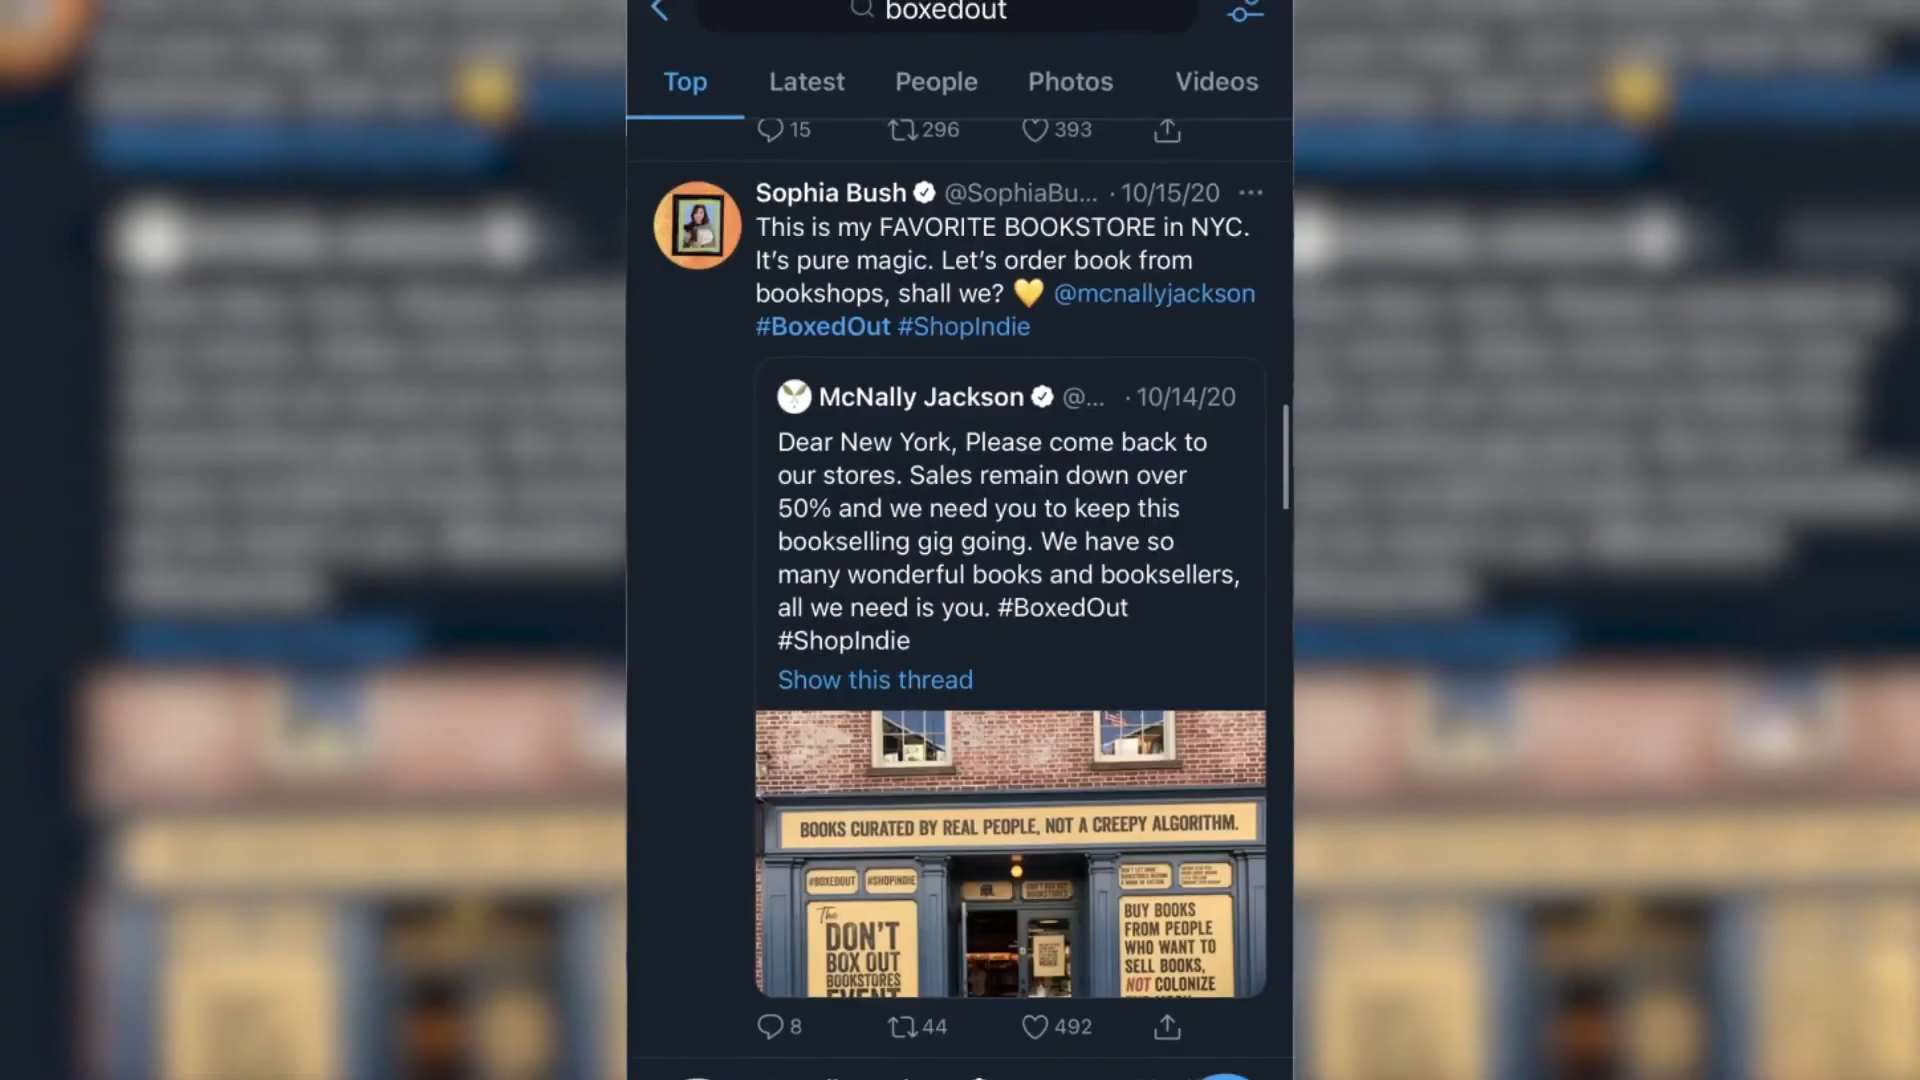 boxedout
Top Latest People Photos Videos
15 296 393
Sophia Bush @SophiaBu... · 10/15/20 ···
This is my FAVORITE BOOKSTORE in NYC.
It’s pure magic. Let’s order book from
bookshops, shall we? 💛 @mcnallyjackson
#BoxedOut #ShopIndie
McNally Jackson @... · 10/14/20
Dear New York, Please come back to
our stores. Sales remain down over
50% and we need you to keep this
bookselling gig going. We have so
many wonderful books and booksellers,
all we need is you. #BoxedOut
#ShopIndie
Show this thread
BOOKS CURATED BY REAL PEOPLE, NOT A CREEPY ALGORITHM.
#BOXEDOUT #SHOPINDIE
The
DON'T
BOX OUT
BOOKSTORES
EVENT
BUY BOOKS
FROM PEOPLE
WHO WANT TO
SELL BOOKS,
NOT COLONIZE
8 44 492